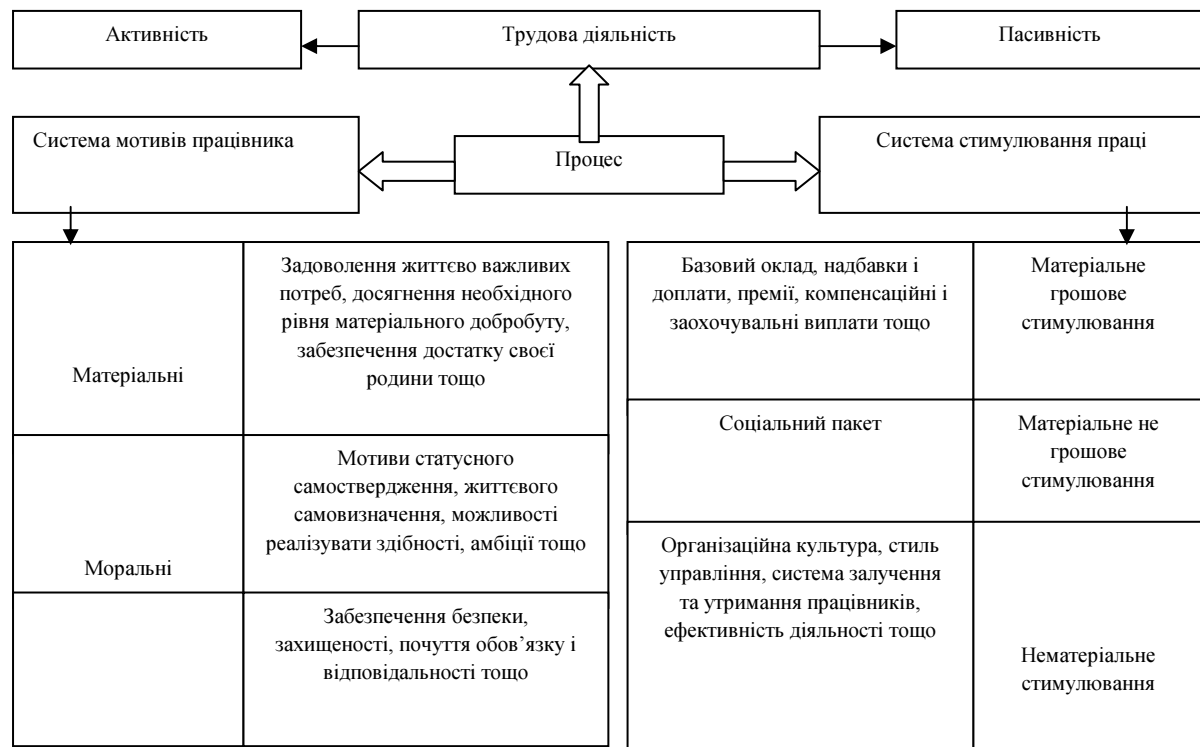 Активність
Трудова діяльність
Пасивність
Система мотивів працівника
Процес
Система стимулювання праці
Матеріальні
Задоволення життєво важливих
потреб, досягнення необхідного
рівня матеріального добробуту,
забезпечення достатку своєї
родини тощо
Моральні
Мотиви статусного
самоствердження, життєвого
самовизначення, можливості
реалізувати здібності, амбіції тощо
Забезпечення безпеки,
захищеності, почуття обов’язку і
відповідальності тощо
Базовий оклад, надбавки і
доплати, премії, компенсаційні і
заохочувальні виплати тощо
Матеріальне
грошове
стимулювання
Соціальний пакет
Матеріальне не
грошове
стимулювання
Організаційна культура, стиль
управління, система залучення
та утримання працівників,
ефективність діяльності тощо
Нематеріальне
стимулювання